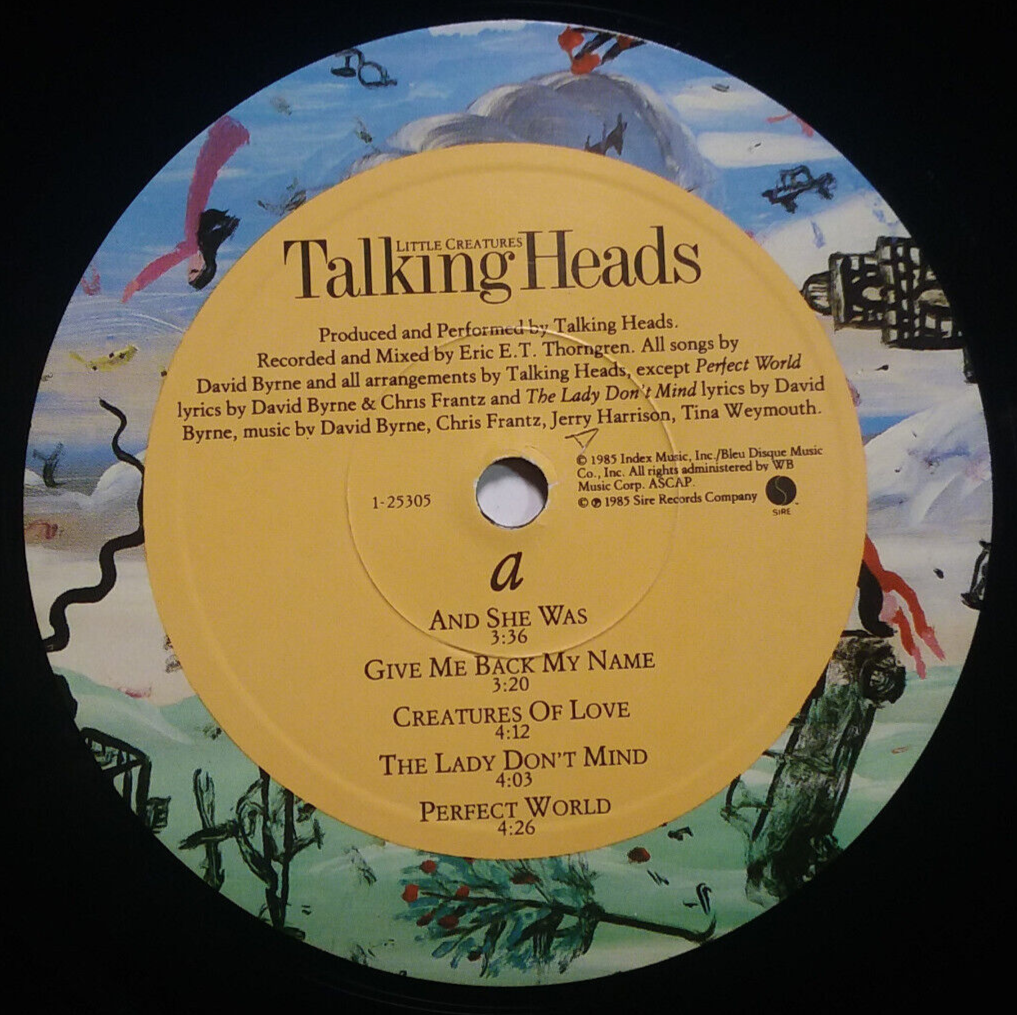 LITTLE CREATURES
Talking Heads
Produced and Performed by Talking Heads.
Recorded and Mixed by Eric E.T. Thorngren. All songs by
David Byrne and all arrangements by Talking Heads, except Perfect World
lyrics by David Byrne & Chris Frantz and The Lady Don't Mind lyrics by David
Byrne, music by David Byrne, Chris Frantz, Jerry Harrison, Tina Weymouth.
© 1985 Index Music, Inc./Bleu Disque Music
Co., Inc. All rights administered by WB
Music Corp. ASCAP.
© ℗ 1985 Sire Records Company
SIRE
1-25305
a
AND SHE WAS
3:36
GIVE ME BACK MY NAME
3:20
CREATURES OF LOVE
4:12
THE LADY DON'T MIND
4:03
PERFECT WORLD
4:26